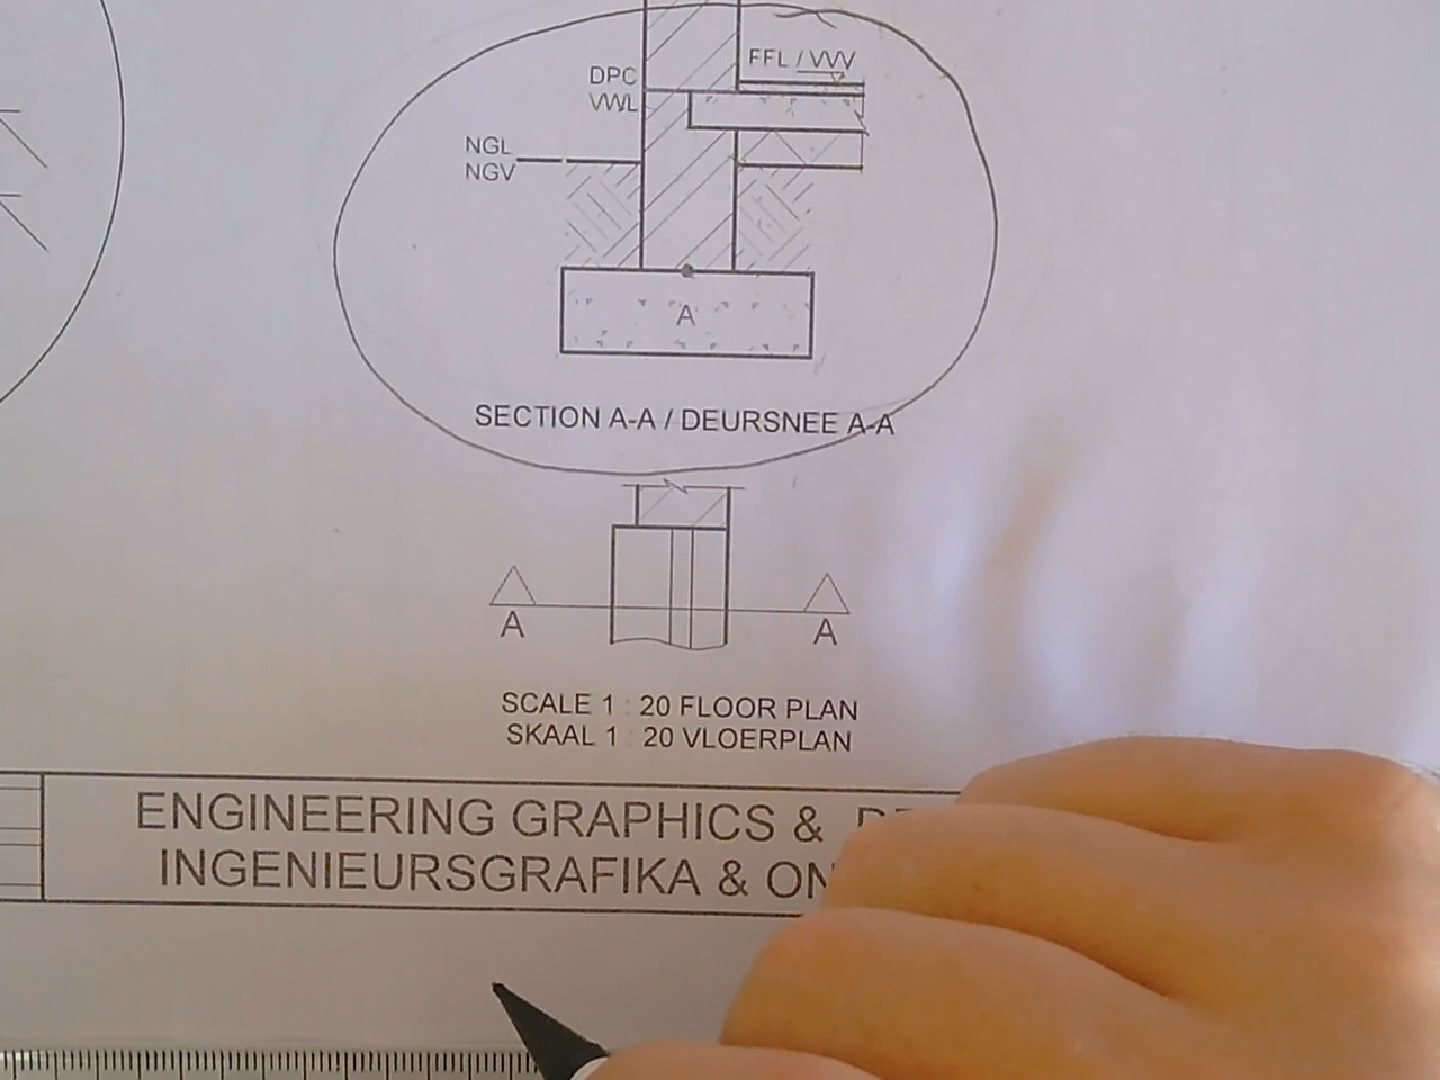 FFL / VVV
DPC
VWL
NGL
NGV
A
SECTION A-A / DEURSNEE A-A
A A
SCALE 1 : 20 FLOOR PLAN
SKAAL 1 : 20 VLOERPLAN
ENGINEERING GRAPHICS &
INGENIEURSGRAFIKA &